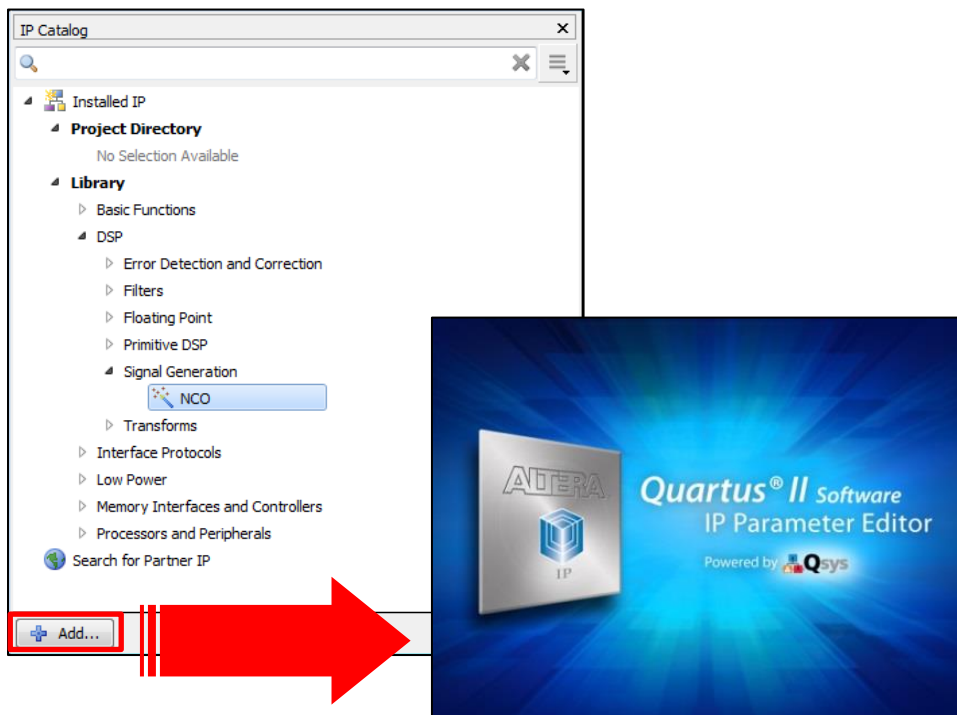 IP Catalog
Installed IP
Project Directory
No Selection Available
Library
Basic Functions
DSP
Error Detection and Correction
Filters
Floating Point
Primitive DSP
Signal Generation
NCO
Transforms
Interface Protocols
Low Power
Memory Interfaces and Controllers
Processors and Peripherals
Search for Partner IP
Add...
ALTERA
IP
Quartus® II Software
IP Parameter Editor
Powered by Qsys